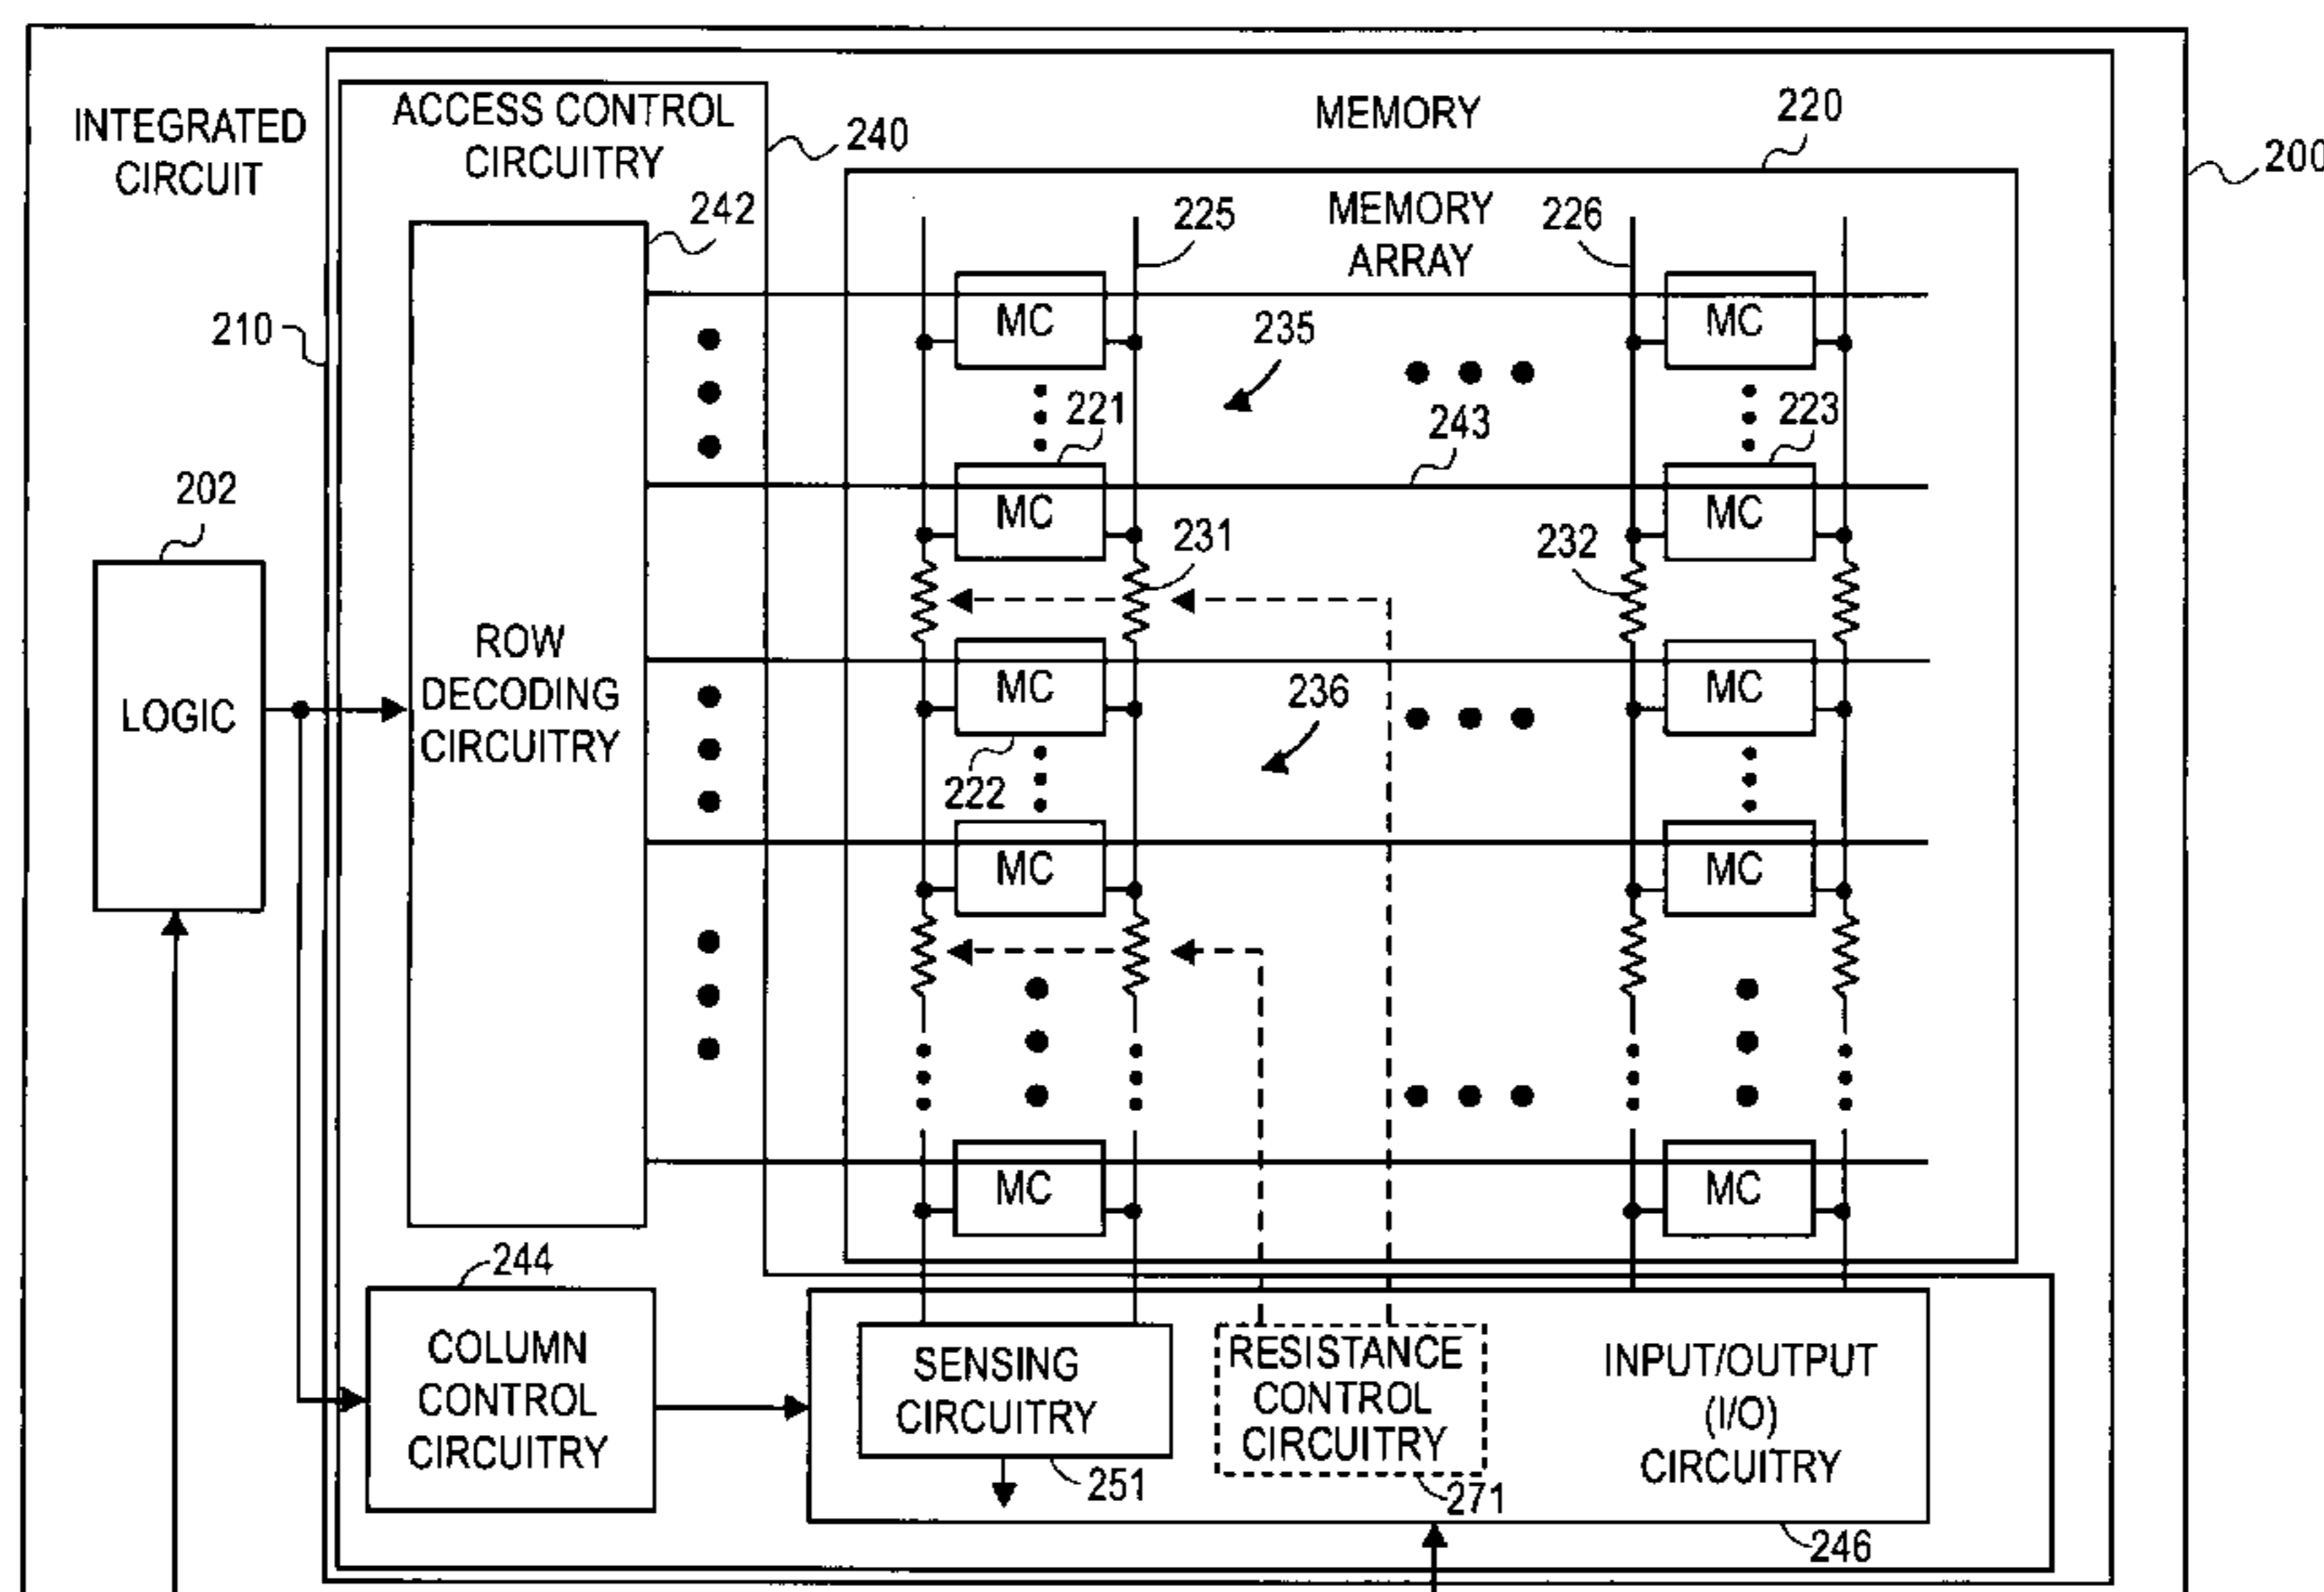 INTEGRATED
CIRCUIT
ACCESS CONTROL
CIRCUITRY
240
MEMORY
220
200
242
225
MEMORY
ARRAY
226
210
MC
235
MC
221
243
223
202
MC
231
232
MC
ROW
DECODING
CIRCUITRY
LOGIC
MC
236
MC
222
MC
MC
MC
MC
244
COLUMN
CONTROL
CIRCUITRY
SENSING
CIRCUITRY
251
RESISTANCE
CONTROL
CIRCUITRY
271
INPUT/OUTPUT
(I/O)
CIRCUITRY
246